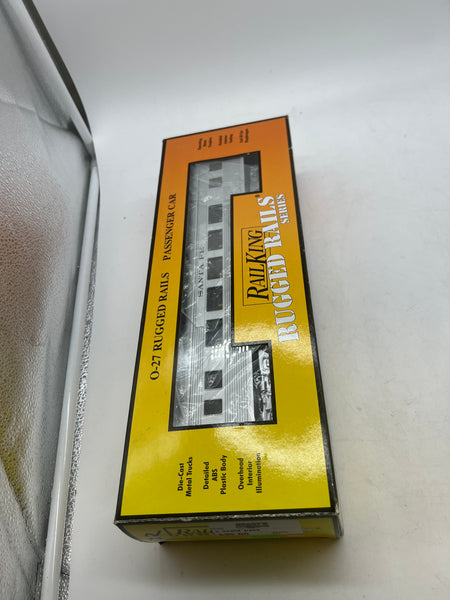 O-27 RUGGED RAILS PASSENGER CAR
SANTA FE
RAILKING
RUGGED RAILS®
SERIES
Die-Cast
Metal Trucks
Detailed
ABS
Plastic Body
Overhead
Interior
Illumination